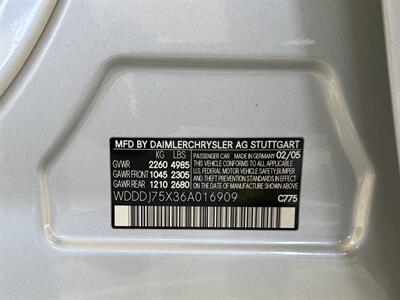 MFD BY DAIMLERCHRYSLER AG STUTTGART
KG LBS
GVWR 2260 4985
GAWR FRONT 1045 2305
GAWR REAR 1210 2680
PASSENGER CAR MADE IN GERMANY 02/05
THIS VEHICLE CONFORMS TO ALL APPLICABLE
U.S. FEDERAL MOTOR VEHICLE SAFETY,BUMPER
AND THEFT PREVENTION STANDARDS IN EFFECT
ON THE DATE OF MANUFACTURE SHOWN ABOVE
WDDDJ75X36A016909
C775